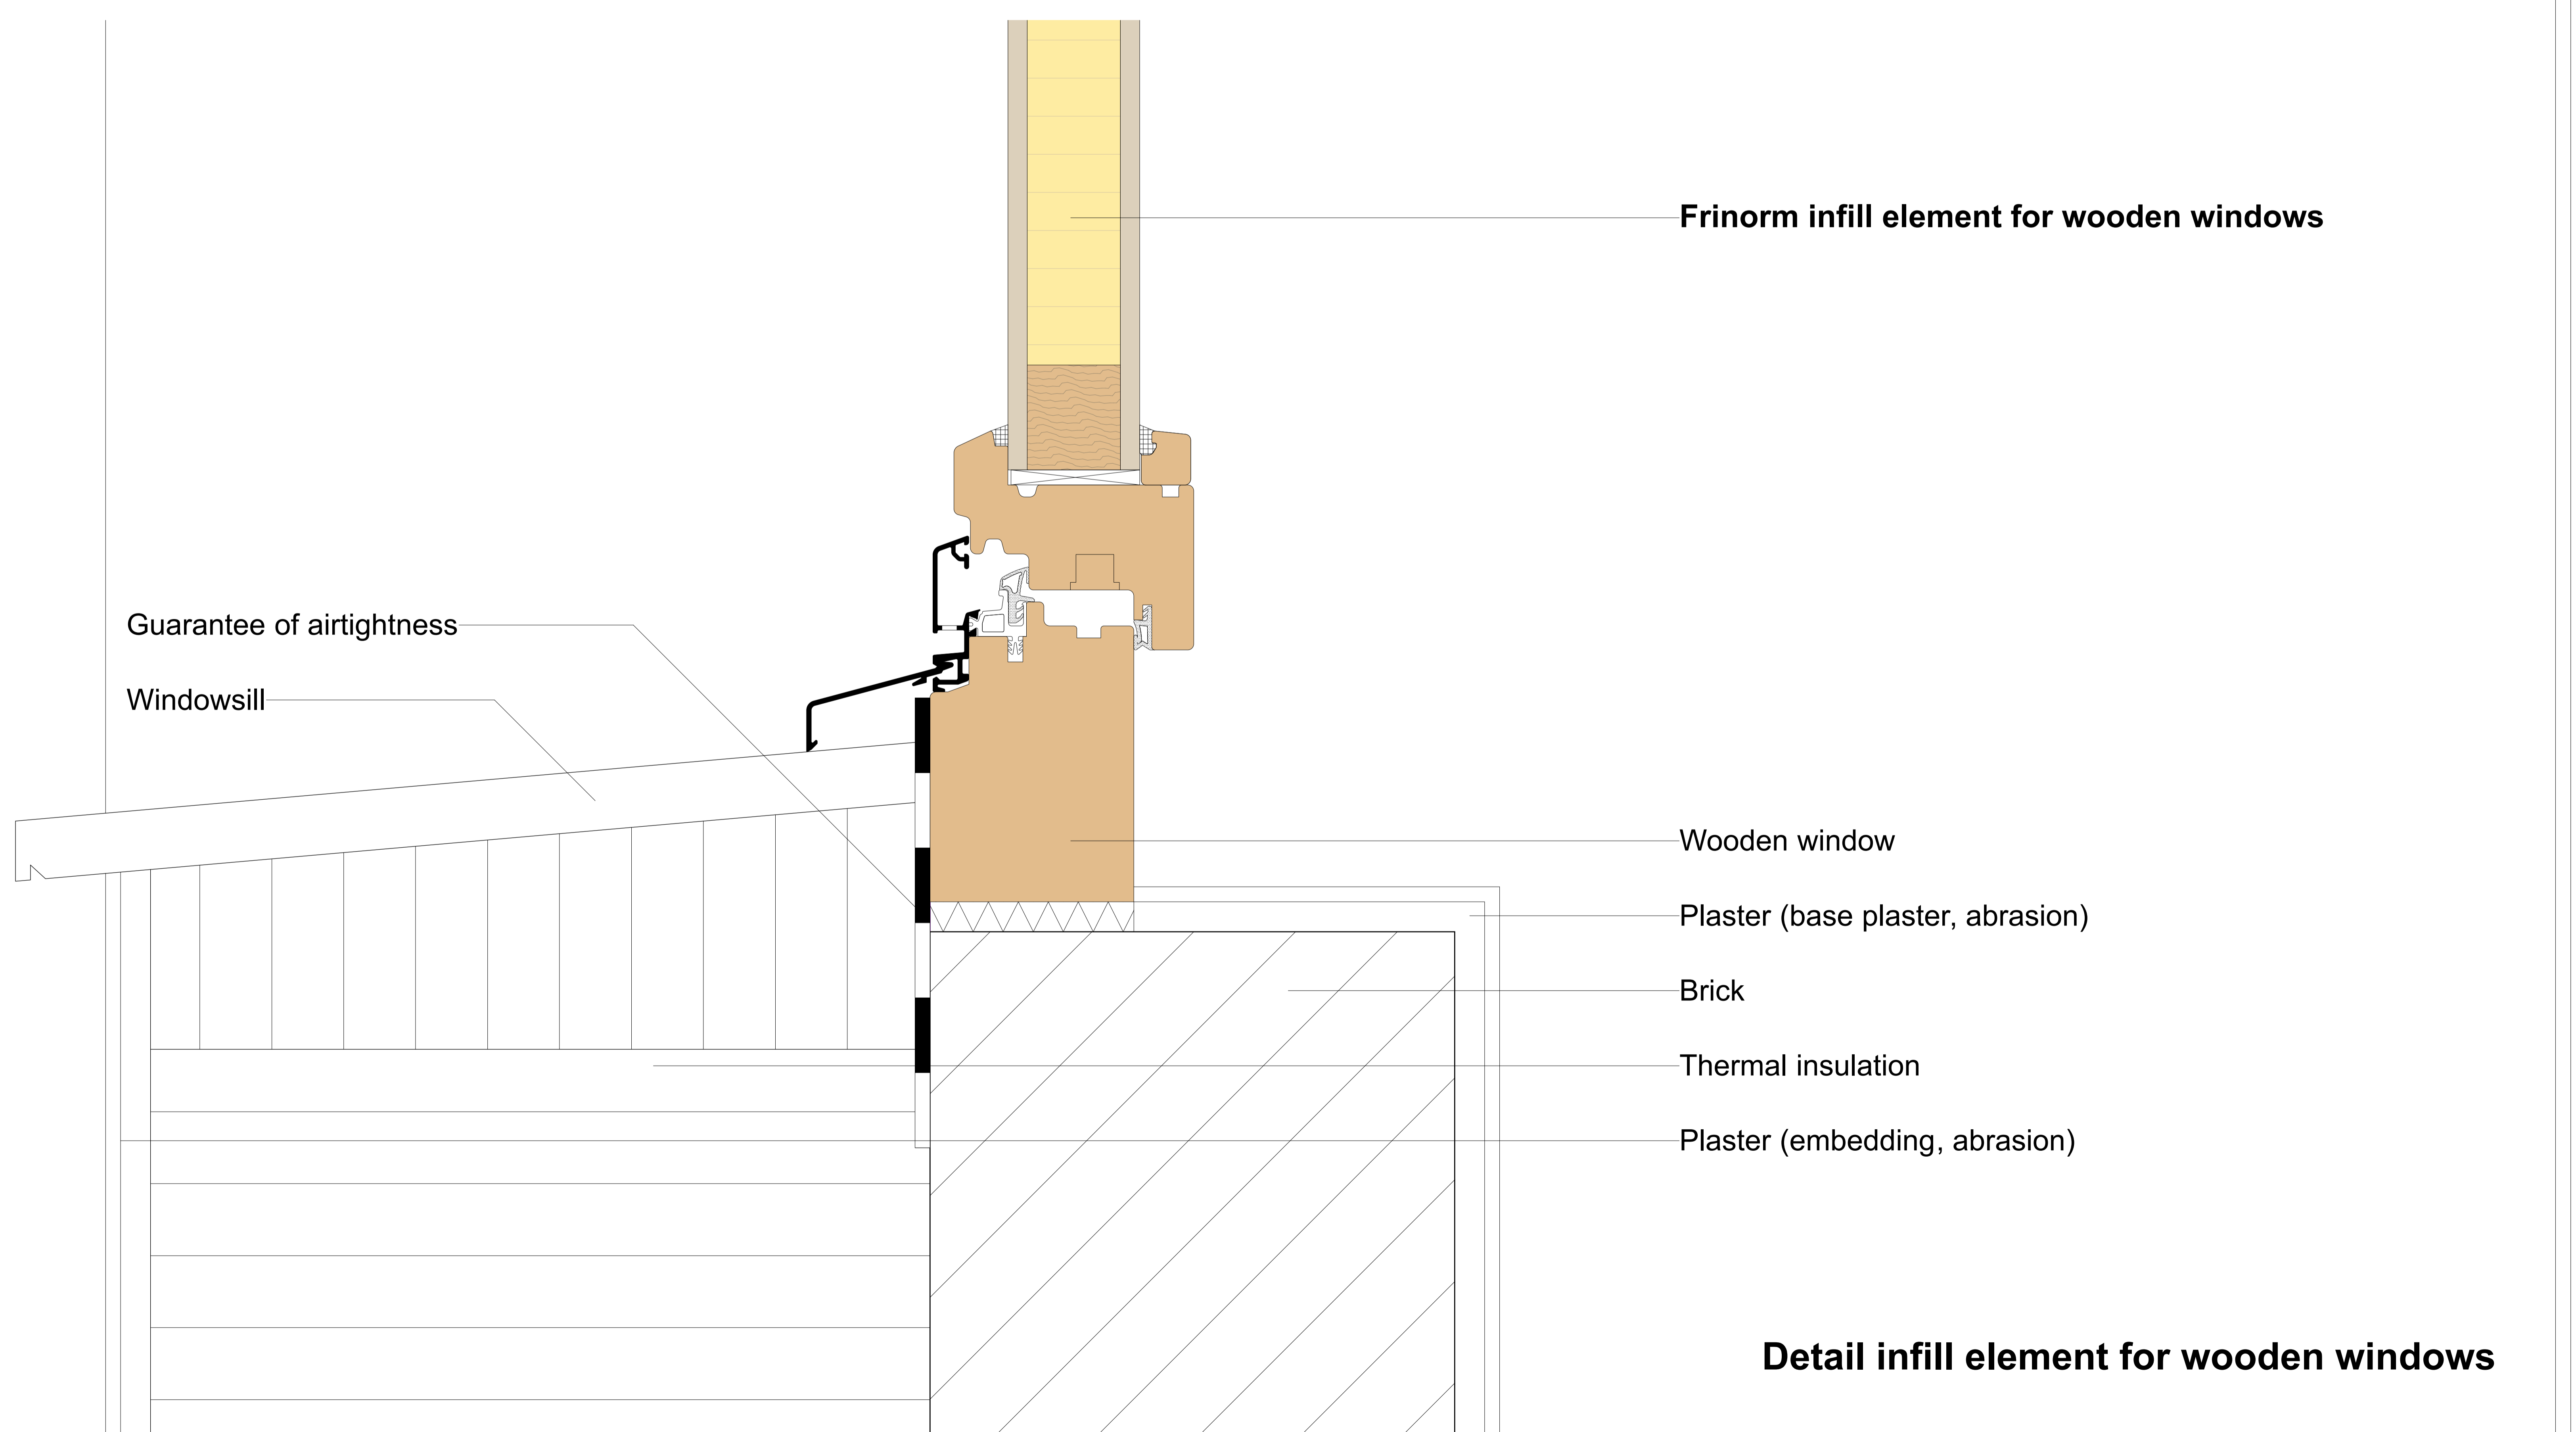 Frinorm infill element for wooden windows
Guarantee of airtightness
Windowsill
Wooden window
Plaster (base plaster, abrasion)
Brick
Thermal insulation
Plaster (embedding, abrasion)
Detail infill element for wooden windows